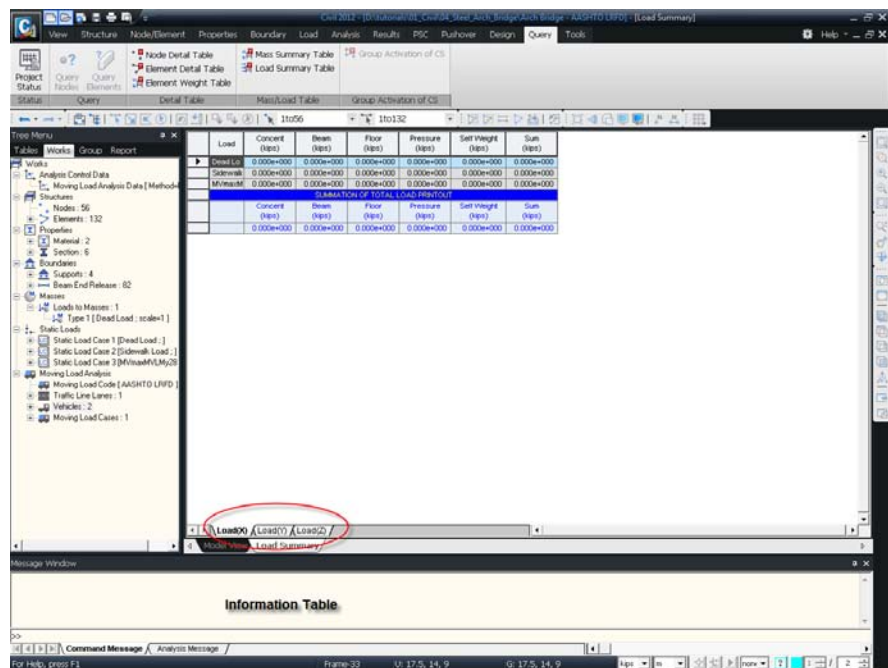 Civil 2012 - [D:\tutorials\01_Civil\04_Steel_Arch_Bridge\Arch Bridge - AASHTO LRFD] - [Load Summary]
View Structure Node/Element Properties Boundary Load Analysis Results PSC Pushover Design Query Tools Help
Project Status
Query Nodes
Query Elements
Node Detail Table
Element Detail Table
Element Weight Table
Mass Summary Table
Load Summary Table
Group Activation of CS
Status Query Detail Table Mass/Load Table Group Activation of CS
1to56 1to132
Tree Menu
Tables Works Group Report
Works
Analysis Control Data
Moving Load Analysis Data [ Method=
Structures
Nodes : 56
Elements : 132
Properties
Material : 2
Section : 6
Boundaries
Supports : 4
Beam End Release : 82
Masses
Loads to Masses : 1
Type 1 [ Dead Load ; scale=1 ]
Static Loads
Static Load Case 1 [Dead Load ; ]
Static Load Case 2 [Sidewalk Load ; ]
Static Load Case 3 [MVmaxMVLMy28
Moving Load Analysis
Moving Load Code [ AASHTO LRFD ]
Traffic Line Lanes : 1
Vehicles : 2
Moving Load Cases : 1
Load Concent (kips) Beam (kips) Floor (kips) Pressure (kips) Self Weight (kips) Sum (kips)
Dead Lo 0.000e+000 0.000e+000 0.000e+000 0.000e+000 0.000e+000 0.000e+000
Sidewalk 0.000e+000 0.000e+000 0.000e+000 0.000e+000 0.000e+000 0.000e+000
MVmaxM 0.000e+000 0.000e+000 0.000e+000 0.000e+000 0.000e+000 0.000e+000
SUMMATION OF TOTAL LOAD PRINTOUT
Concent (kips) Beam (kips) Floor (kips) Pressure (kips) Self Weight (kips) Sum (kips)
0.000e+000 0.000e+000 0.000e+000 0.000e+000 0.000e+000 0.000e+000
Load(X) Load(Y) Load(Z)
Model View Load Summary
Message Window
Information Table
>>
Command Message Analysis Message
For Help, press F1 Frame-33 U: 17.5, 14, 9 G: 17.5, 14, 9 kips m 1 / 2